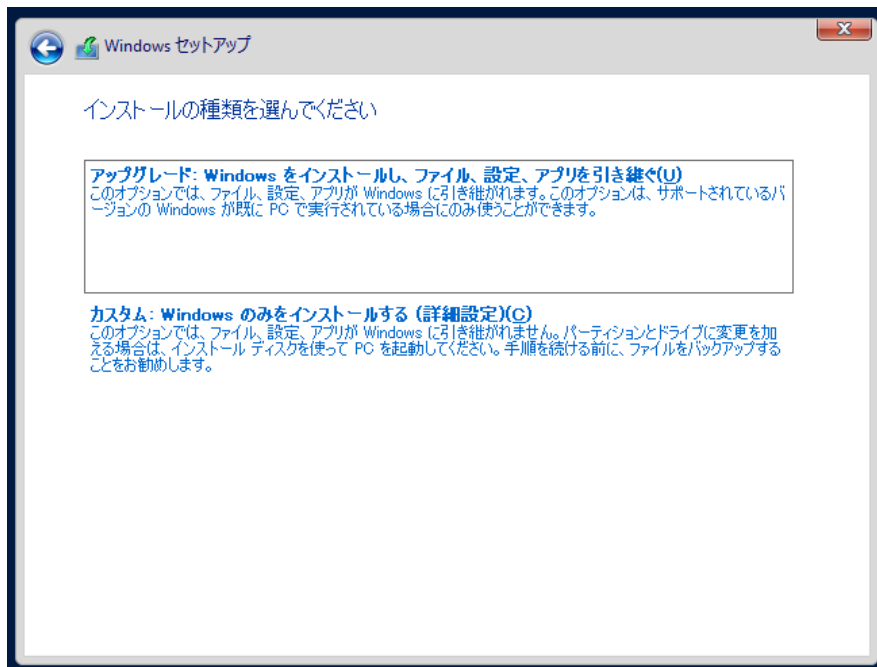 Windows セットアップ
インストールの種類を選んでください
アップグレード: Windows をインストールし、ファイル、設定、アプリを引き継ぐ(U)
このオプションでは、ファイル、設定、アプリが Windows に引き継がれます。このオプションは、サポートされているバ
ージョンの Windows が既に PC で実行されている場合にのみ使うことができます。
カスタム: Windows のみをインストールする (詳細設定)(C)
このオプションでは、ファイル、設定、アプリが Windows に引き継がれません。パーティションとドライブに変更を加
える場合は、インストール ディスクを使って PC を起動してください。手順を続ける前に、ファイルをバックアップする
ことをお勧めします。